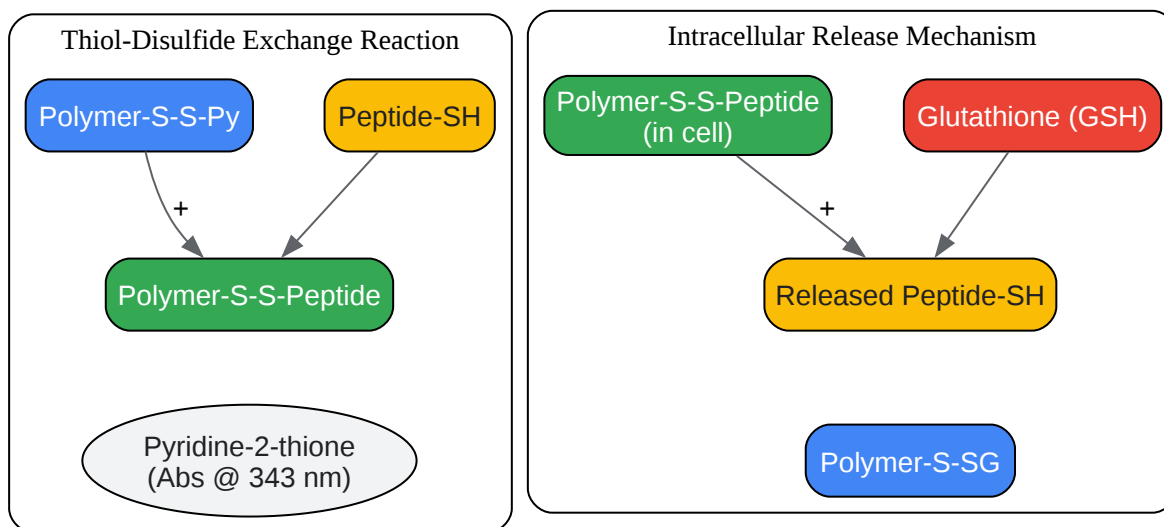 Thiol-Disulfide Exchange Reaction
Polymer-S-S-Py
Peptide-SH
+
Polymer-S-S-Peptide
Pyridine-2-thione
(Abs @ 343 nm)
Intracellular Release Mechanism
Polymer-S-S-Peptide
(in cell)
Glutathione (GSH)
+
Released Peptide-SH
Polymer-S-SG